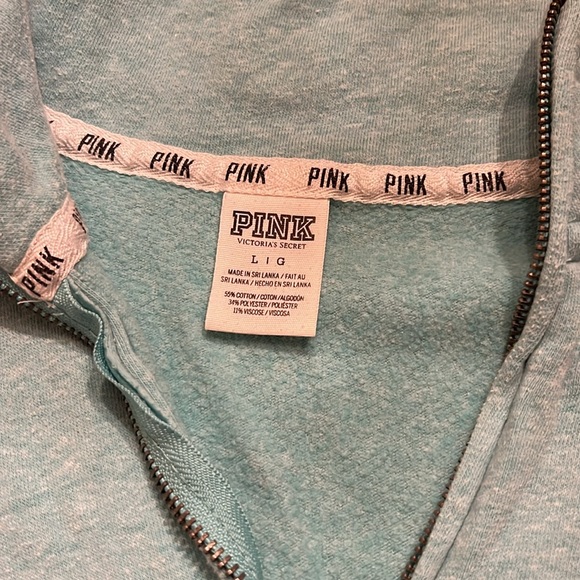 PINK PINK PINK PINK PINK PINK
PINK
PINK
VICTORIA'S SECRET
L | G
MADE IN SRI LANKA / FAIT AU
SRI LANKA / HECHO EN SRI LANKA
55% COTTON / COTON / ALGODÓN
34% POLYESTER / POLIÉSTER
11% VISCOSE / VISCOSA